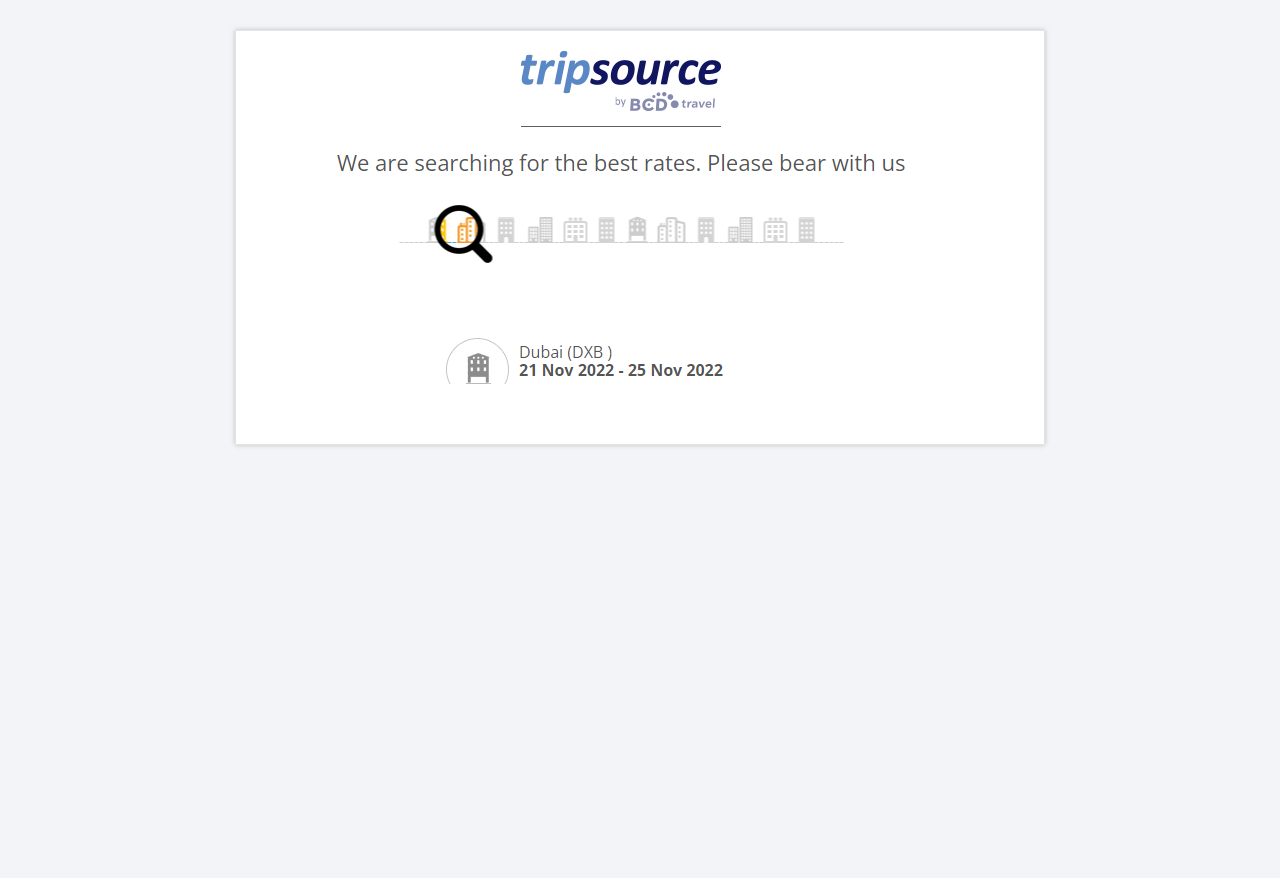 tripsource
by BCD travel
We are searching for the best rates. Please bear with us
Dubai (DXB )
21 Nov 2022 - 25 Nov 2022